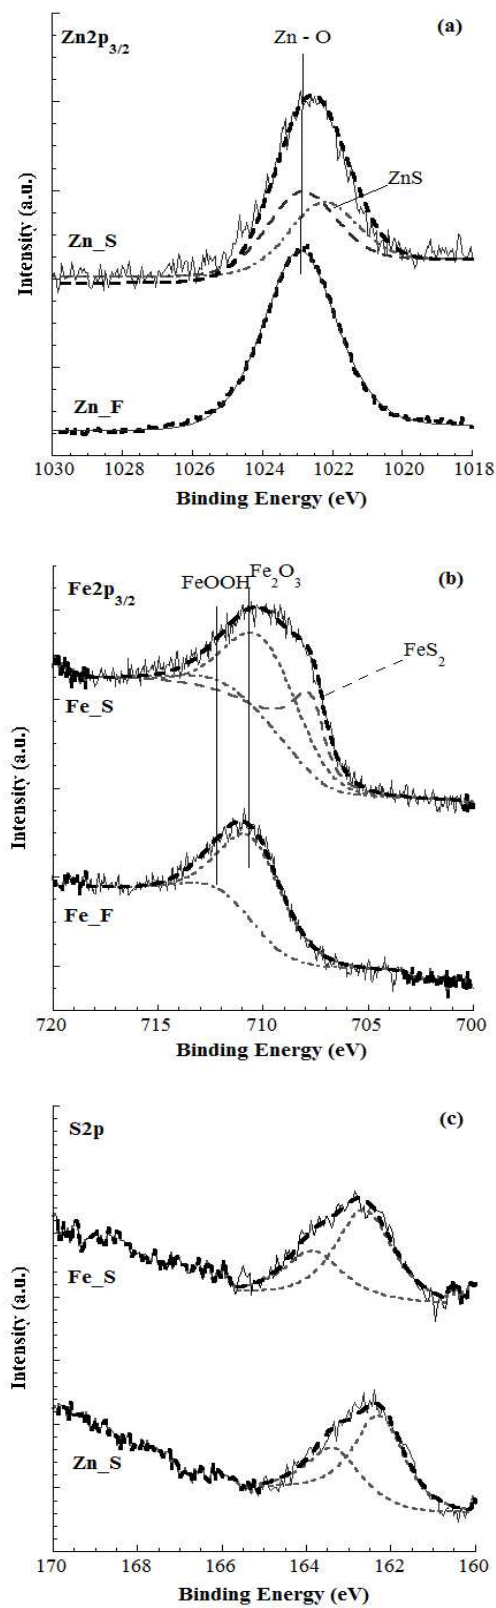 (a)
Zn2p3/2
Zn - O
ZnS
Zn_S
Zn_F
Intensity (a.u.)
1030 1028 1026 1024 1022 1020 1018
Binding Energy (eV)
(b)
Fe2p3/2
FeOOH
Fe2O3
FeS2
Fe_S
Fe_F
Intensity (a.u.)
720 715 710 705 700
Binding Energy (eV)
(c)
S2p
Fe_S
Zn_S
Intensity (a.u.)
170 168 166 164 162 160
Binding Energy (eV)